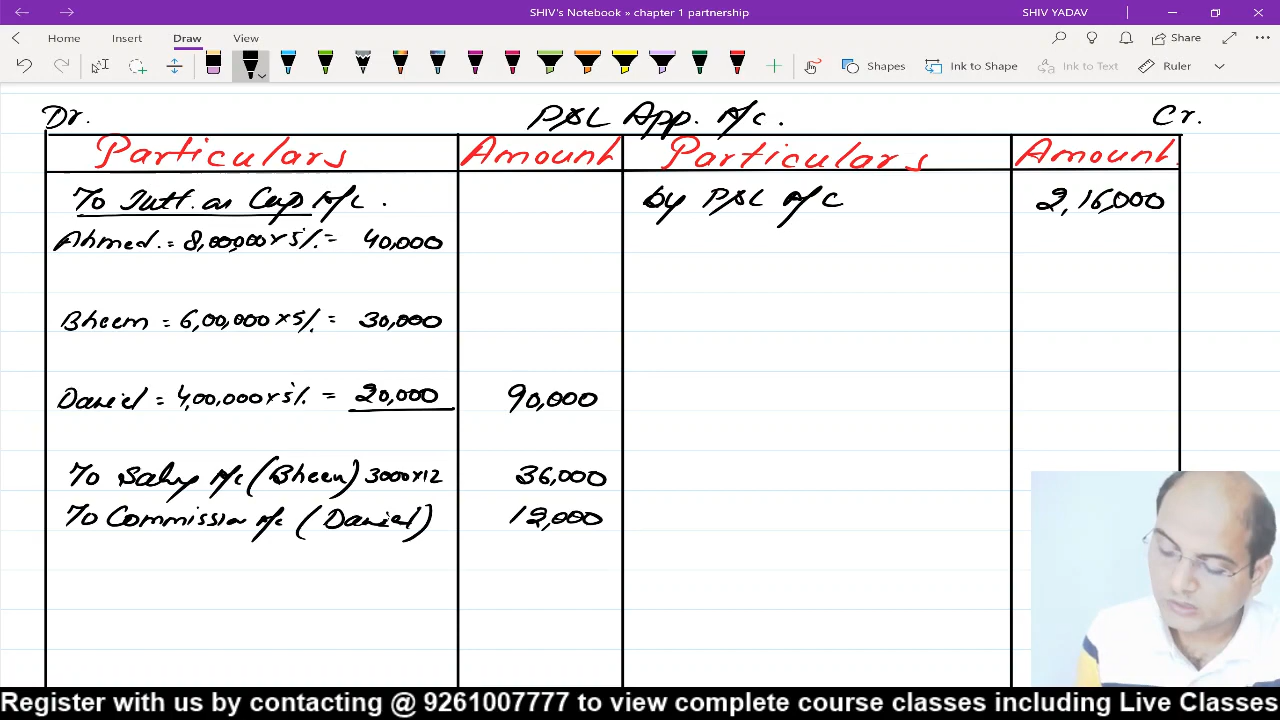 SHIV's Notebook » chapter 1 partnership
SHIV YADAV
Home Insert Draw View
Share
Shapes Ink to Shape Ink to Text Ruler
Dr. P&L App. A/c. Cr.
Particulars Amount Particulars Amount
To Intt. on Cap A/c. by P&L A/c 2,16,000
Ahmed. = 8,00,000 x 5% = 40,000
Bheem = 6,00,000 x 5% = 30,000
Daniel = 4,00,000 x 5% = 20,000 90,000
To Salary A/c (Bheem) 3000 x 12 36,000
To Commission A/c (Daniel) 12,000
Register with us by contacting @ 9261007777 to view complete course classes including Live Classes